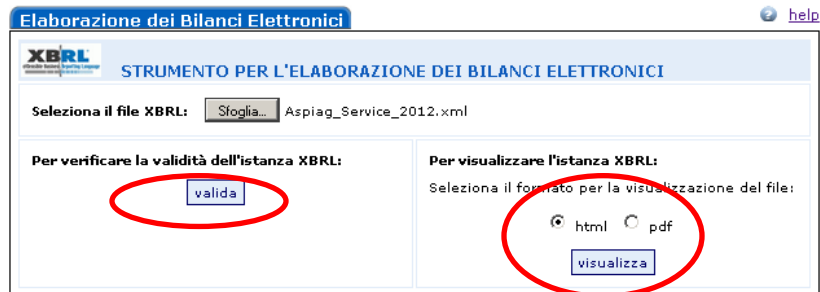 Elaborazione dei Bilanci Elettronici
help
XBRL
STRUMENTO PER L'ELABORAZIONE DEI BILANCI ELETTRONICI
Seleziona il file XBRL: Sfoglia... Aspiag_Service_2012.xml
Per verificare la validità dell'istanza XBRL:
valida
Per visualizzare l'istanza XBRL:
Seleziona il formato per la visualizzazione del file:
html pdf
visualizza